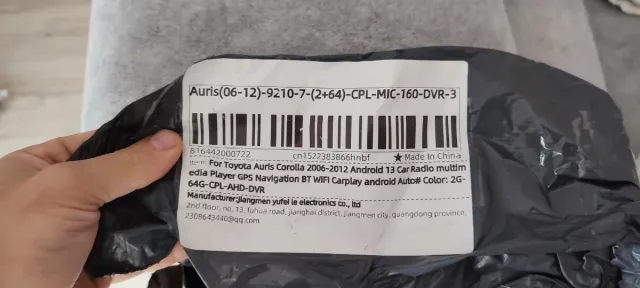 Auris(06-12)-9210-7-(2+64)-CPL-MIC-160-DVR-3
816442000722 cn1522383866hnbf ★ Made In China
Item: For Toyota Auris Corolla 2006-2012 Android 13 Car Radio multim
edia Player GPS Navigation BT WIFI Carplay android Auto# Color: 2G-
64G-CPL-AHD-DVR
Manufacturer:jiangmen yufei le electronics co., ltd
2nd floor, no. 13, fuhua road, jianghai district, jiangmen city, guangdong province,
2308643440@qq.com